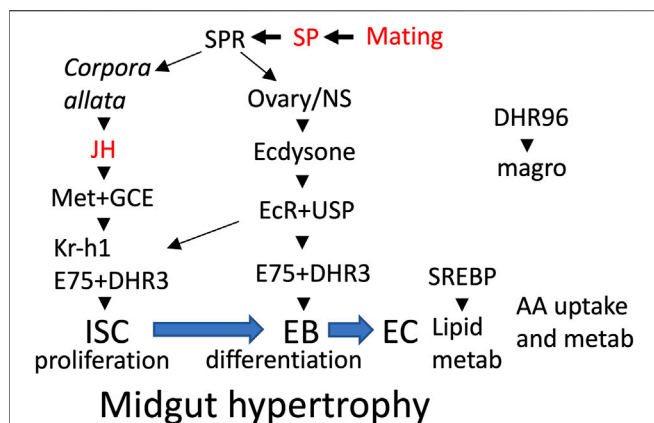 SPR SP Mating
Corpora
allata
Ovary/NS
DHR96
JH
Ecdysone
magro
Met+GCE
EcR+USP
Kr-h1
E75+DHR3
E75+DHR3
SREBP
ISC
EB
EC
Lipid
metab
AA uptake
and metab
proliferation
differentiation
Midgut hypertrophy